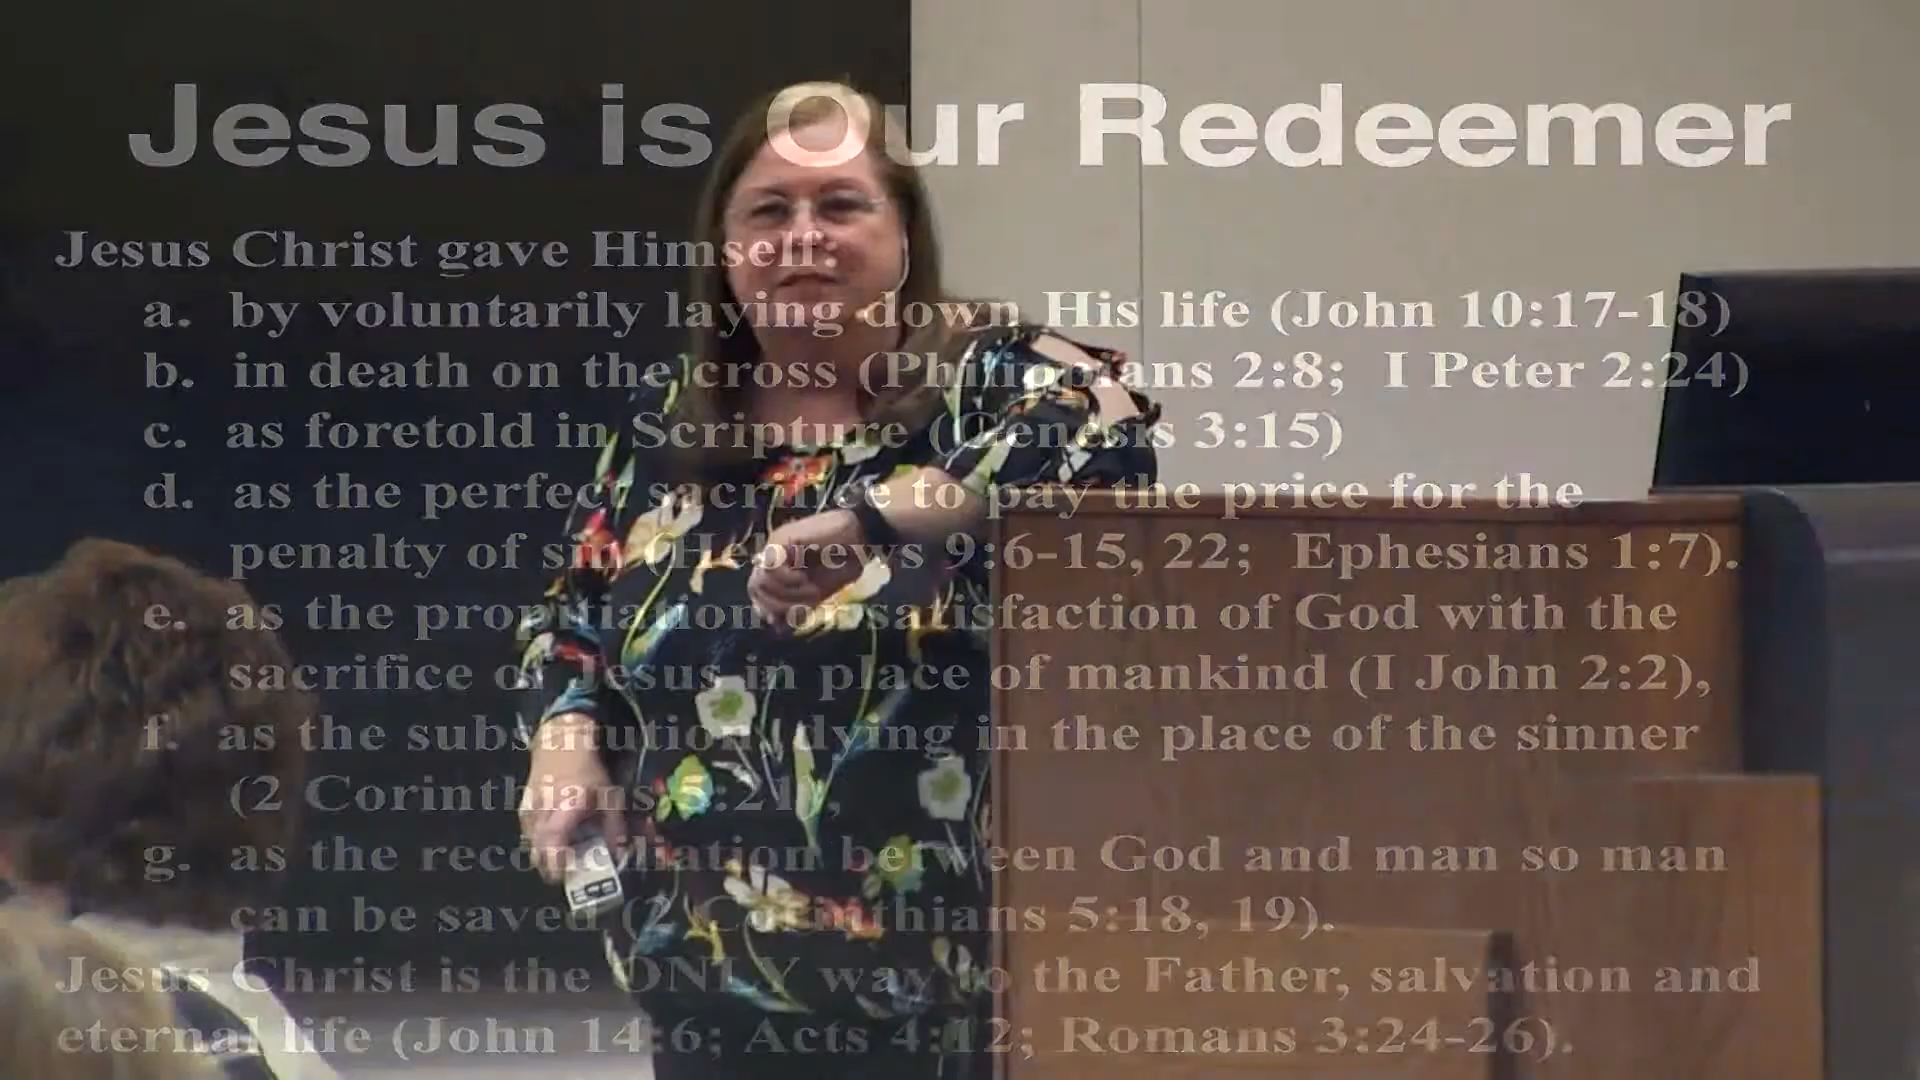 Jesus is Our Redeemer
Jesus Christ gave Himself:
a. by voluntarily laying down His life (John 10:17-18)
b. in death on the cross (Philippians 2:8; I Peter 2:24)
c. as foretold in Scripture (Genesis 3:15)
d. as the perfect sacrifice to pay the price for the
penalty of sin (Hebrews 9:6-15, 22; Ephesians 1:7).
e. as the propitiation or satisfaction of God with the
sacrifice of Jesus in place of mankind (I John 2:2),
f. as the substitution, dying in the place of the sinner
(2 Corinthians 5:21),
g. as the reconciliation between God and man so man
can be saved (2 Corinthians 5:18, 19).
Jesus Christ is the ONLY way to the Father, salvation and
eternal life (John 14:6; Acts 4:12; Romans 3:24-26).